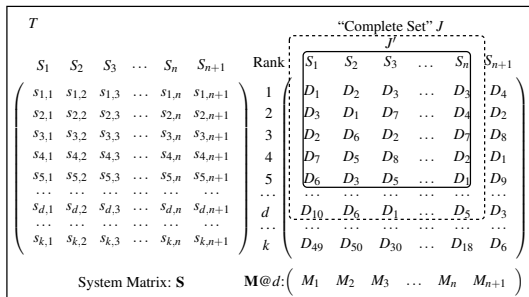 T “Complete Set” J
J′
S1 S2 S3 … Sn Sn+1 Rank S1 S2 S3 … Sn Sn+1
s1,1 s1,2 s1,3 … s1,n s1,n+1 1 D1 D2 D3 … D3 D4
s2,1 s2,2 s2,3 … s2,n s2,n+1 2 D3 D1 D7 … D4 D2
s3,1 s3,2 s3,3 … s3,n s3,n+1 3 D2 D6 D2 … D7 D8
s4,1 s4,2 s4,3 … s4,n s4,n+1 4 D7 D5 D8 … D2 D1
s5,1 s5,2 s5,3 … s5,n s5,n+1 5 D6 D3 D5 … D1 D9
… … … … … … … … … … … … …
sd,1 sd,2 sd,3 … sd,n sd,n+1 d D10 D6 D1 … D5 D3
… … … … … … … … … … … … …
sk,1 sk,2 sk,3 … sk,n sk,n+1 k D49 D50 D30 … D18 D6
System Matrix: S M@d: ( M1 M2 M3 … Mn Mn+1 )